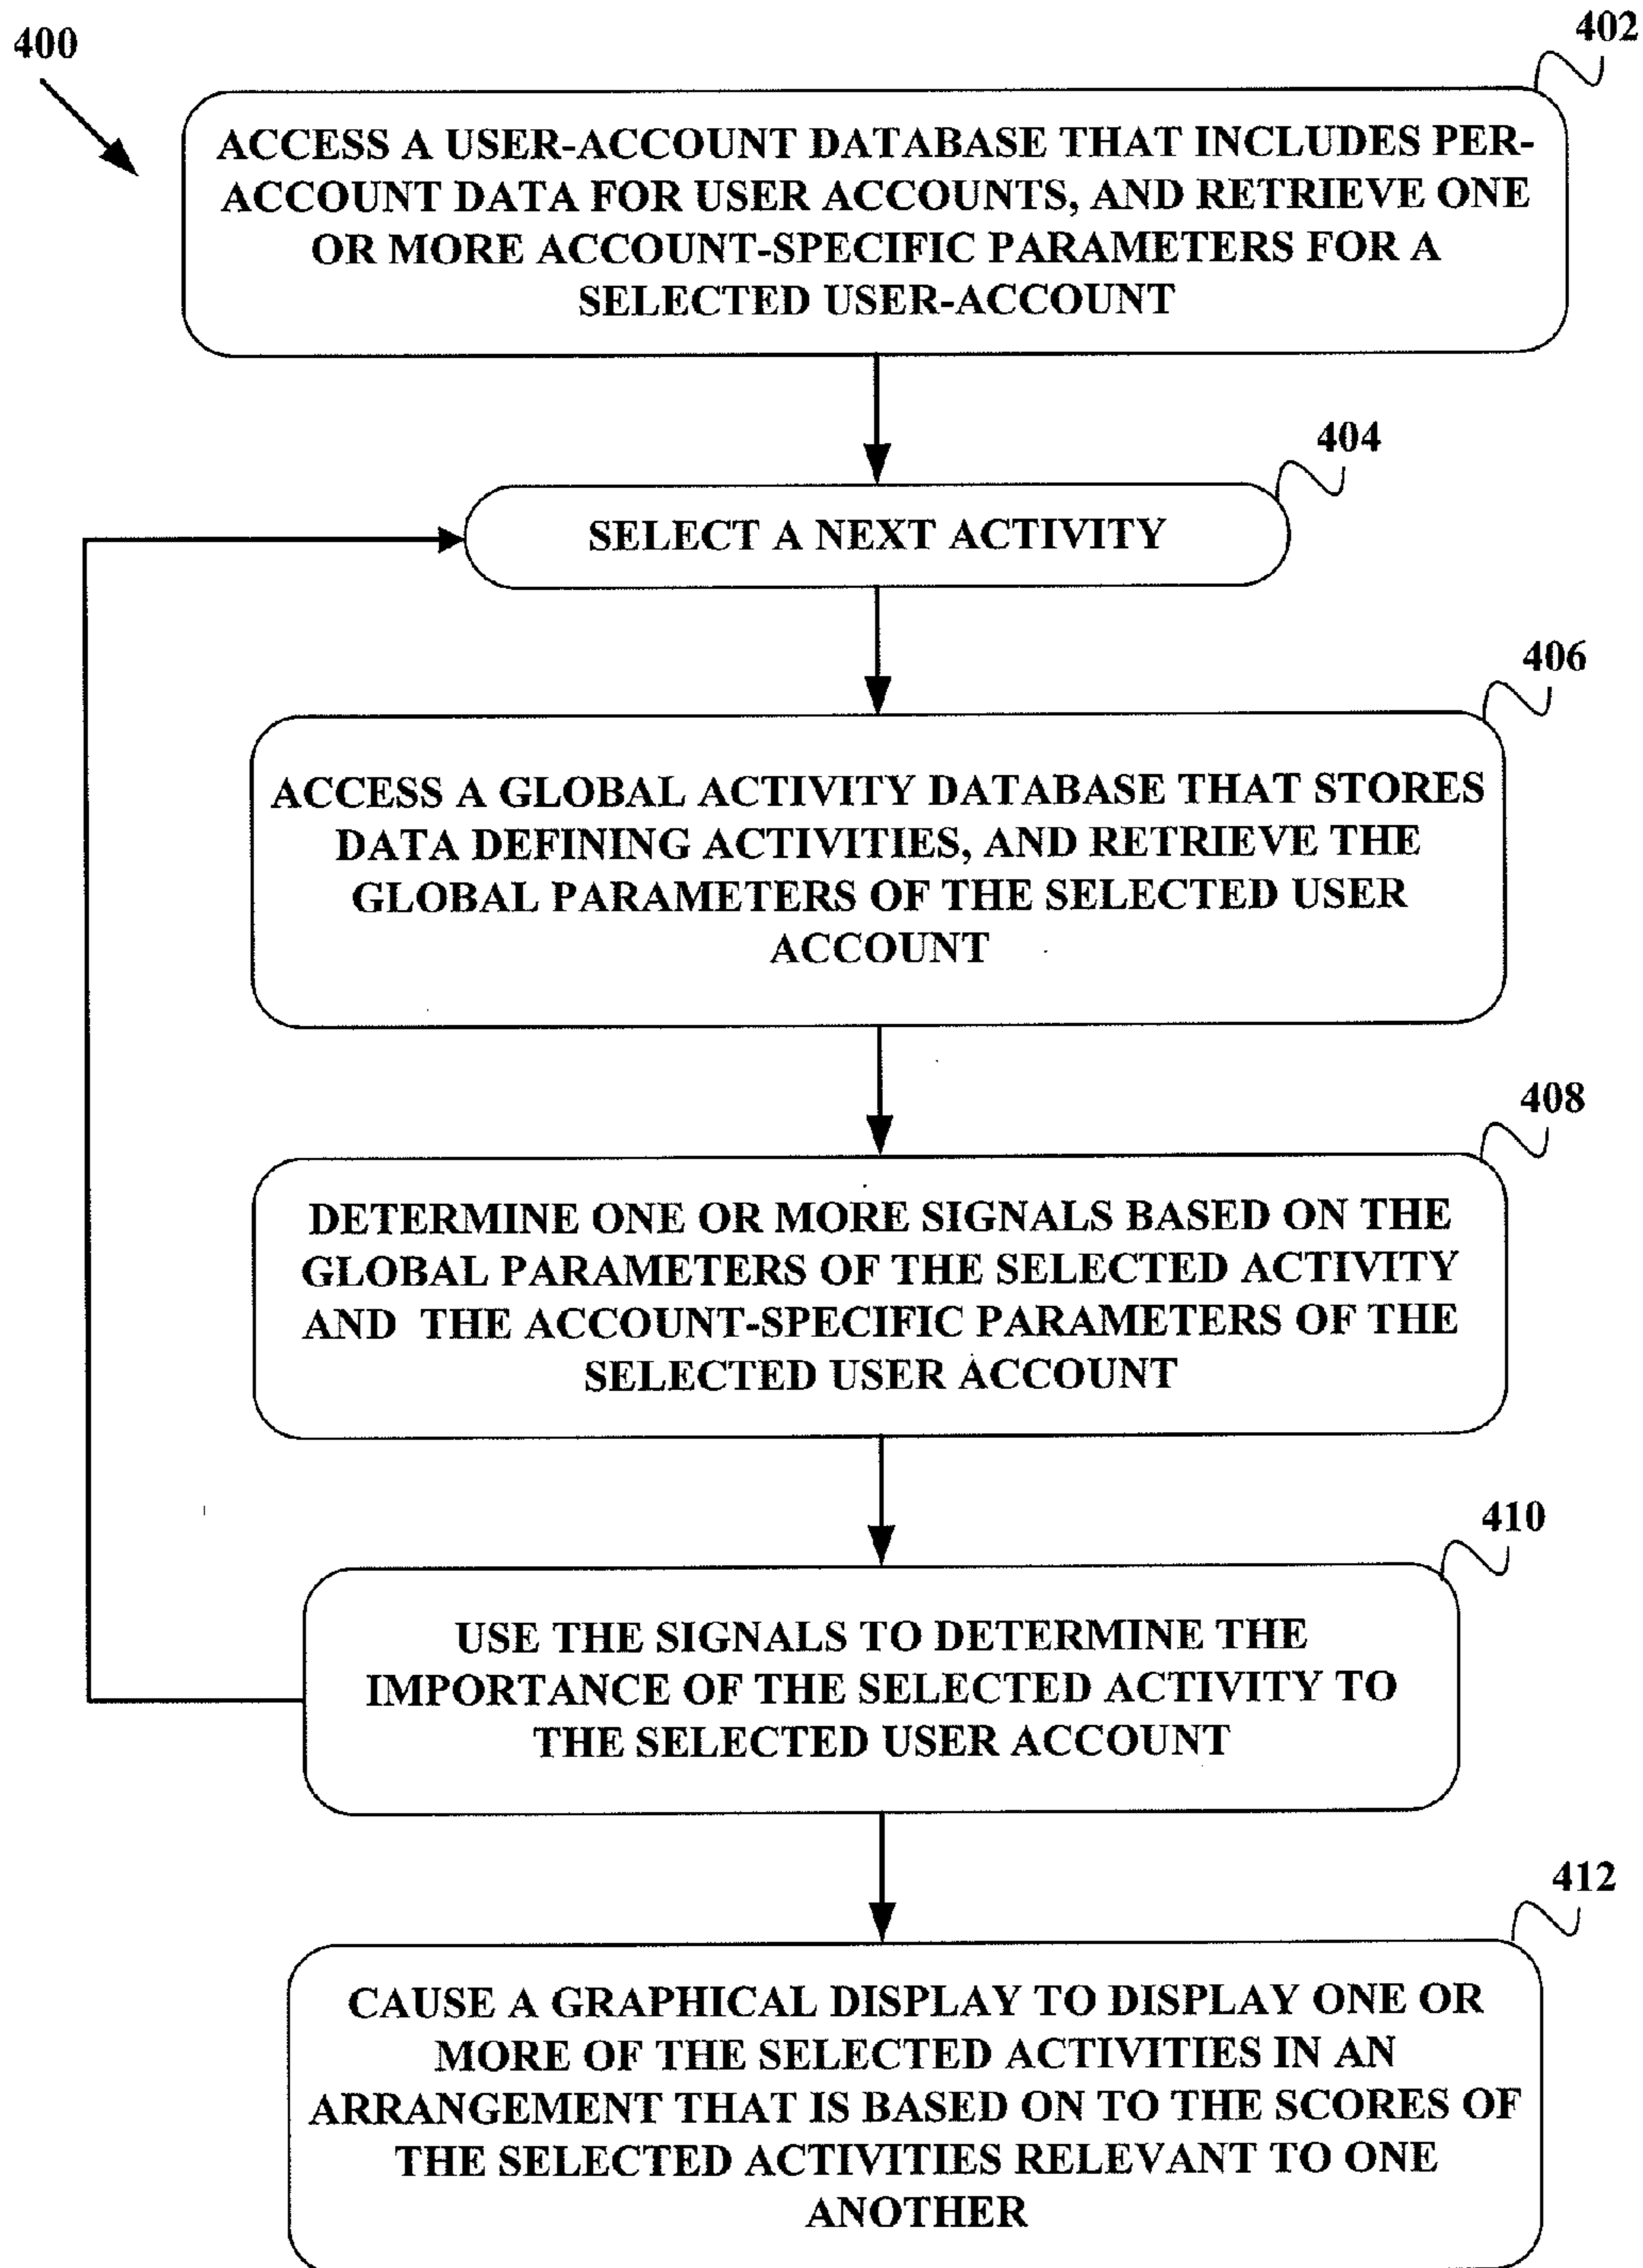 400
402
ACCESS A USER-ACCOUNT DATABASE THAT INCLUDES PER-
ACCOUNT DATA FOR USER ACCOUNTS, AND RETRIEVE ONE
OR MORE ACCOUNT-SPECIFIC PARAMETERS FOR A
SELECTED USER-ACCOUNT
404
SELECT A NEXT ACTIVITY
406
ACCESS A GLOBAL ACTIVITY DATABASE THAT STORES
DATA DEFINING ACTIVITIES, AND RETRIEVE THE
GLOBAL PARAMETERS OF THE SELECTED USER
ACCOUNT
408
DETERMINE ONE OR MORE SIGNALS BASED ON THE
GLOBAL PARAMETERS OF THE SELECTED ACTIVITY
AND THE ACCOUNT-SPECIFIC PARAMETERS OF THE
SELECTED USER ACCOUNT
410
USE THE SIGNALS TO DETERMINE THE
IMPORTANCE OF THE SELECTED ACTIVITY TO
THE SELECTED USER ACCOUNT
412
CAUSE A GRAPHICAL DISPLAY TO DISPLAY ONE OR
MORE OF THE SELECTED ACTIVITIES IN AN
ARRANGEMENT THAT IS BASED ON TO THE SCORES OF
THE SELECTED ACTIVITIES RELEVANT TO ONE
ANOTHER